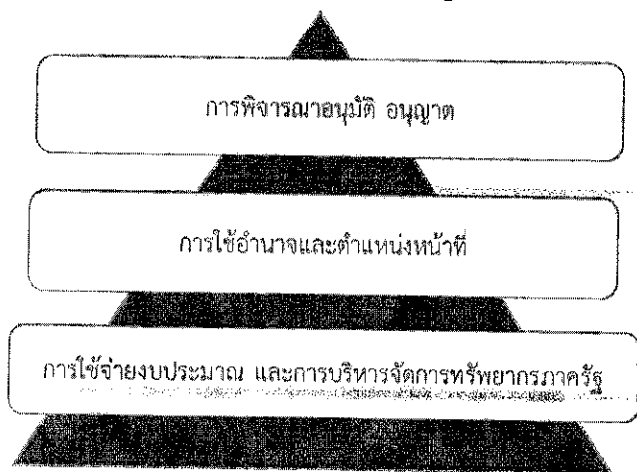 การพิจารณาอนุมัติ อนุญาต
การใช้อำนาจและตำแหน่งหน้าที่
การใช้จ่ายงบประมาณ และการบริหารจัดการทรัพยากรภาครัฐ